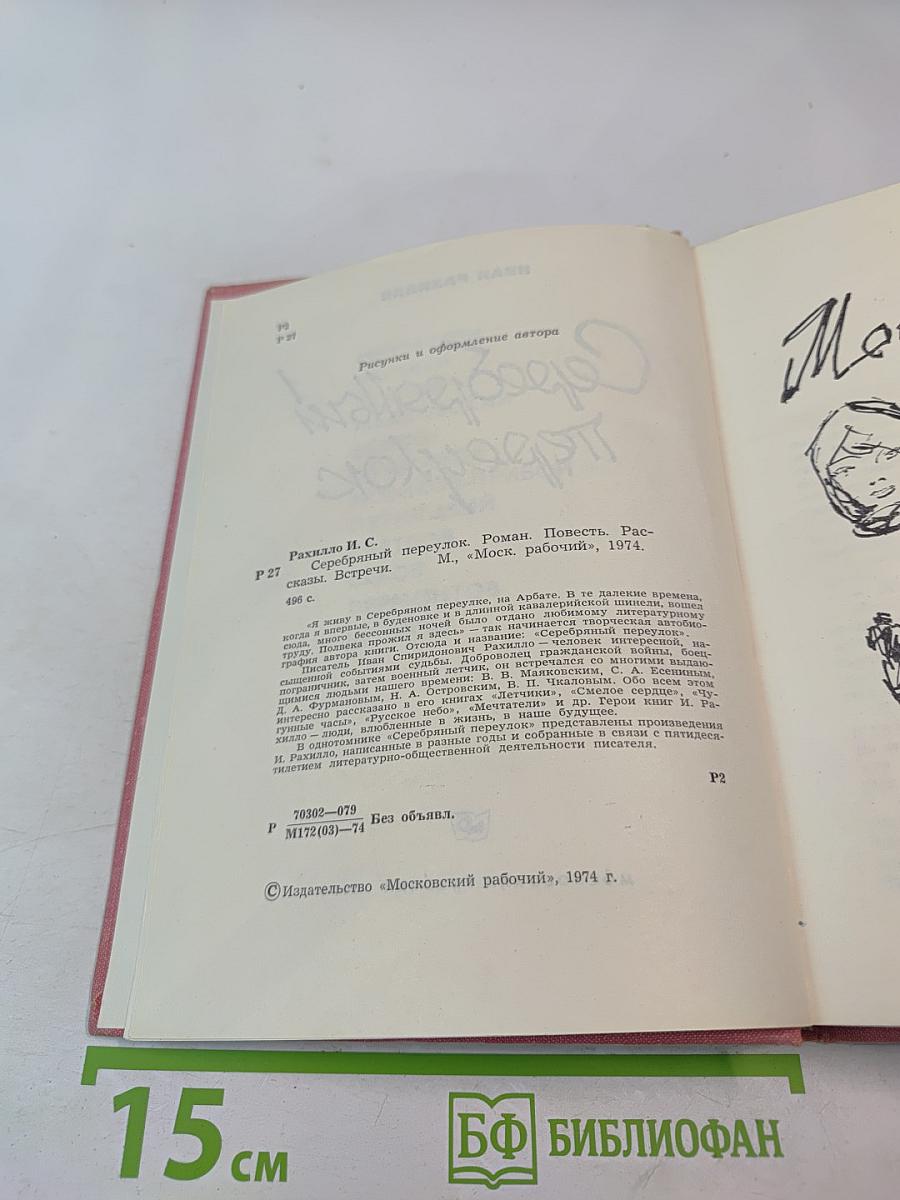 Р2
Р 27
Рисунки и оформление автора
Рахилло И. С.
Р 27 Серебряный переулок. Роман. Повесть. Рас-
сказы. Встречи. М., «Моск. рабочий», 1974.
496 с.
«Я живу в Серебряном переулке, на Арбате. В те далекие времена,
когда я впервые, в буденовке и в длинной кавалерийской шинели, вошел
сюда, много бессонных ночей было отдано любимому литературному
труду. Полвека прожил я здесь» — так начинается творческая автобио-
графия автора книги. Отсюда и название: «Серебряный переулок».
Писатель Иван Спиридонович Рахилло — человек интересной, на-
сыщенной событиями судьбы. Доброволец гражданской войны, боец-
пограничник, затем военный летчик, он встречался со многими выдаю-
щимися людьми нашего времени: В. В. Маяковским, С. А. Есениным,
Д. А. Фурмановым, Н. А. Островским, В. П. Чкаловым. Обо всем этом
интересно рассказано в его книгах «Летчики», «Смелое сердце», «Чу-
гунные часы», «Русское небо», «Мечтатели» и др. Герои книг И. Ра-
хилло — люди, влюбленные в жизнь, в наше будущее.
В однотомнике «Серебряный переулок» представлены произведения
И. Рахилло, написанные в разные годы и собранные в связи с пятидеся-
тилетием литературно-общественной деятельности писателя.
Р2
Р 70302—079 Без объявл.
М172(03)—74
© Издательство «Московский рабочий», 1974 г.
15 см
БФ БИБЛИОФАН